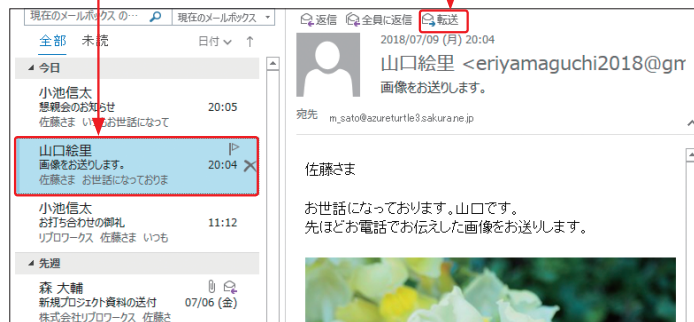 現在のメールボックス の… 現在のメールボックス
全部 未読 日付 ↑
今日
小池信太
懇親会のお知らせ 20:05
佐藤さま いつもお世話になって
山口絵里
画像をお送りします。 20:04
佐藤さま お世話になっておりま
小池信太
お打ち合わせの御礼 11:12
リブロワークス 佐藤さま いつも
先週
森 大輔
新規プロジェクト資料の送付 07/06 (金)
株式会社リブロワークス 佐藤さ
返信 全員に返信 転送
2018/07/09 (月) 20:04
山口絵里 <eriyamaguchi2018@gm
画像をお送りします。
宛先 m_sato@azureturtle3.sakura.ne.jp
佐藤さま
お世話になっております。山口です。
先ほどお電話でお伝えした画像をお送りします。